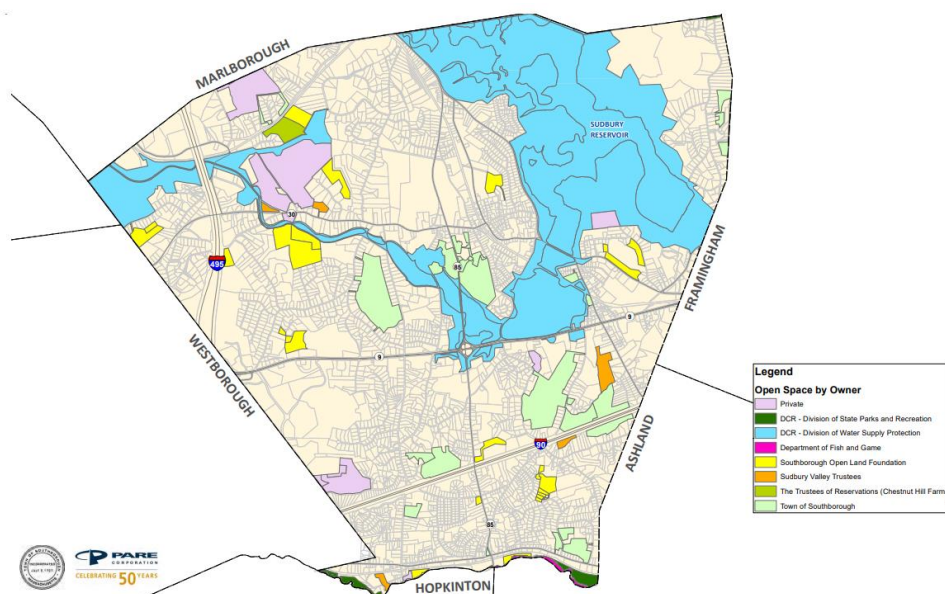 MARLBOROUGH
SUDBURY
RESERVOIR
30
85
495
FRAMINGHAM
9
WESTBOROUGH
9
Legend
Open Space by Owner
Private
DCR - Division of State Parks and Recreation
DCR - Division of Water Supply Protection
Department of Fish and Game
Southborough Open Land Foundation
Sudbury Valley Trustees
The Trustees of Reservations (Chestnut Hill Farm
Town of Southborough
ASHLAND
90
85
PARE
CORPORATION
CELEBRATING 50 YEARS
HOPKINTON